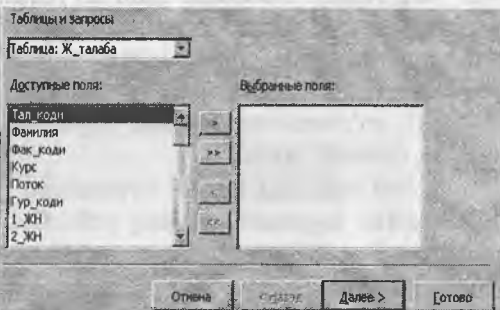 Таблицы и запросы
Таблица: Ж_талаба
Доступные поля:
Выбранные поля:
Тал_коди
Фамилия
Фак_коди
Курс
Поток
Гур_коди
1_ЖН
2_ЖН
>
>>
<
<<
Отмена
< Назад
Далее >
Готово